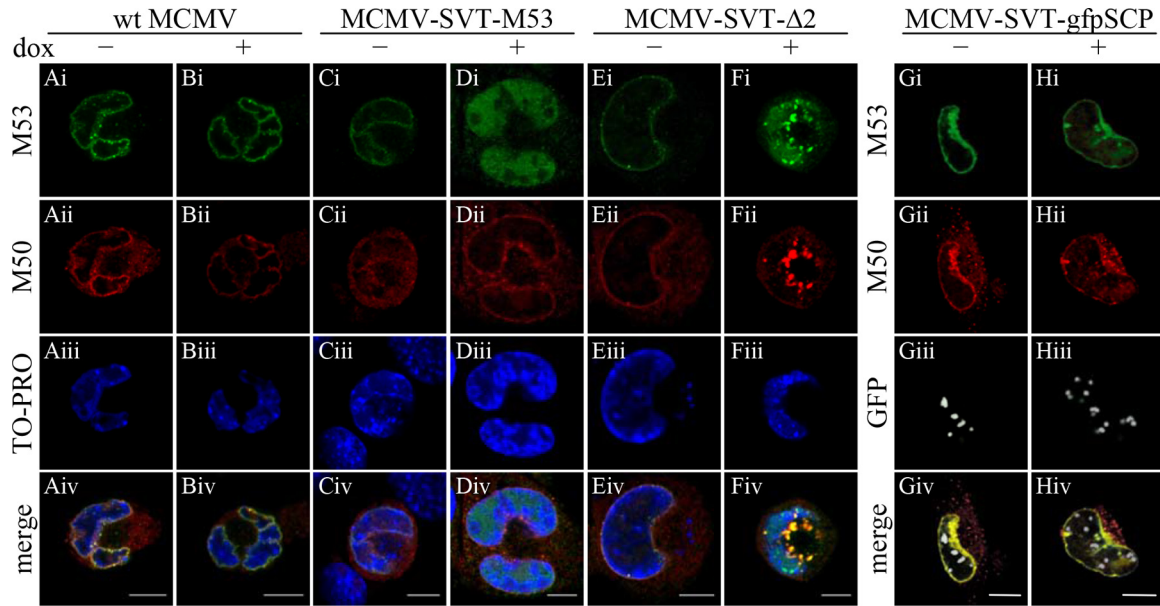 wt MCMV MCMV-SVT-M53 MCMV-SVT-Δ2 MCMV-SVT-gfpSCP
dox − + − + − + − +
M53 Ai Bi Ci Di Ei Fi M53 Gi Hi
M50 Aii Bii Cii Dii Eii Fii M50 Gii Hii
TO-PRO Aiii Biii Ciii Diii Eiii Fiii GFP Giii Hiii
merge Aiv Biv Civ Div Eiv Fiv merge Giv Hiv